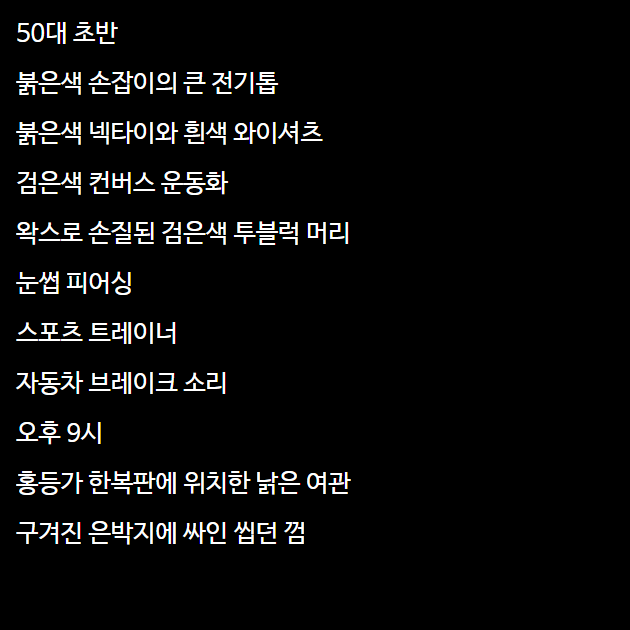 50대 초반
붉은색 손잡이의 큰 전기톱
붉은색 넥타이와 흰색 와이셔츠
검은색 컨버스 운동화
왁스로 손질된 검은색 투블럭 머리
눈썹 피어싱
스포츠 트레이너
자동차 브레이크 소리
오후 9시
홍등가 한복판에 위치한 낡은 여관
구겨진 은박지에 싸인 씹던 껌